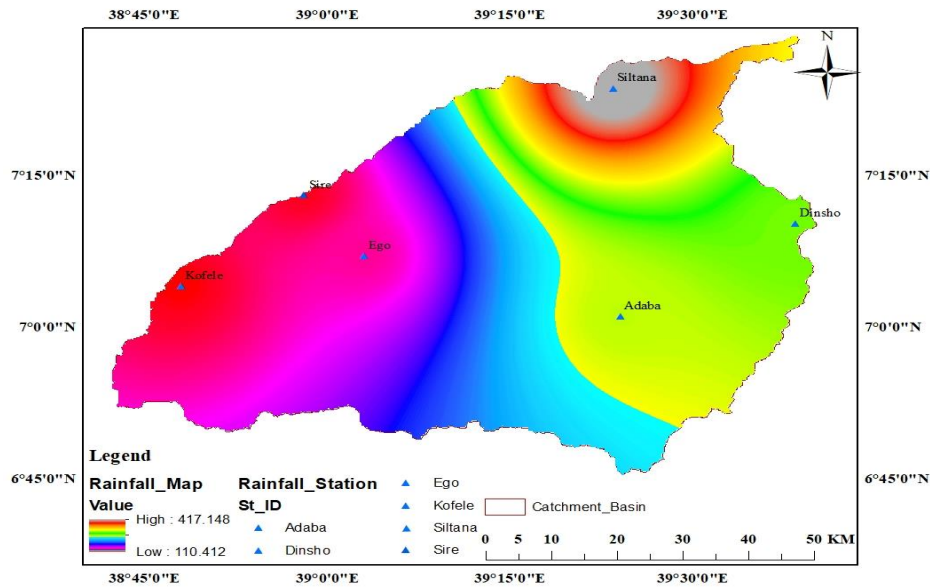 38°45'0"E 39°0'0"E 39°15'0"E 39°30'0"E
N
Siltana
7°15'0"N 7°15'0"N
Sire
Dinsho
Ego
Kofele
Adaba
7°0'0"N 7°0'0"N
6°45'0"N 6°45'0"N
Legend
Rainfall_Map
Value
High : 417.148
Low : 110.412
Rainfall_Station
St_ID
Adaba
Dinsho
Ego
Kofele
Siltana
Sire
Catchment_Basin
0 5 10 20 30 40 50 KM
38°45'0"E 39°0'0"E 39°15'0"E 39°30'0"E